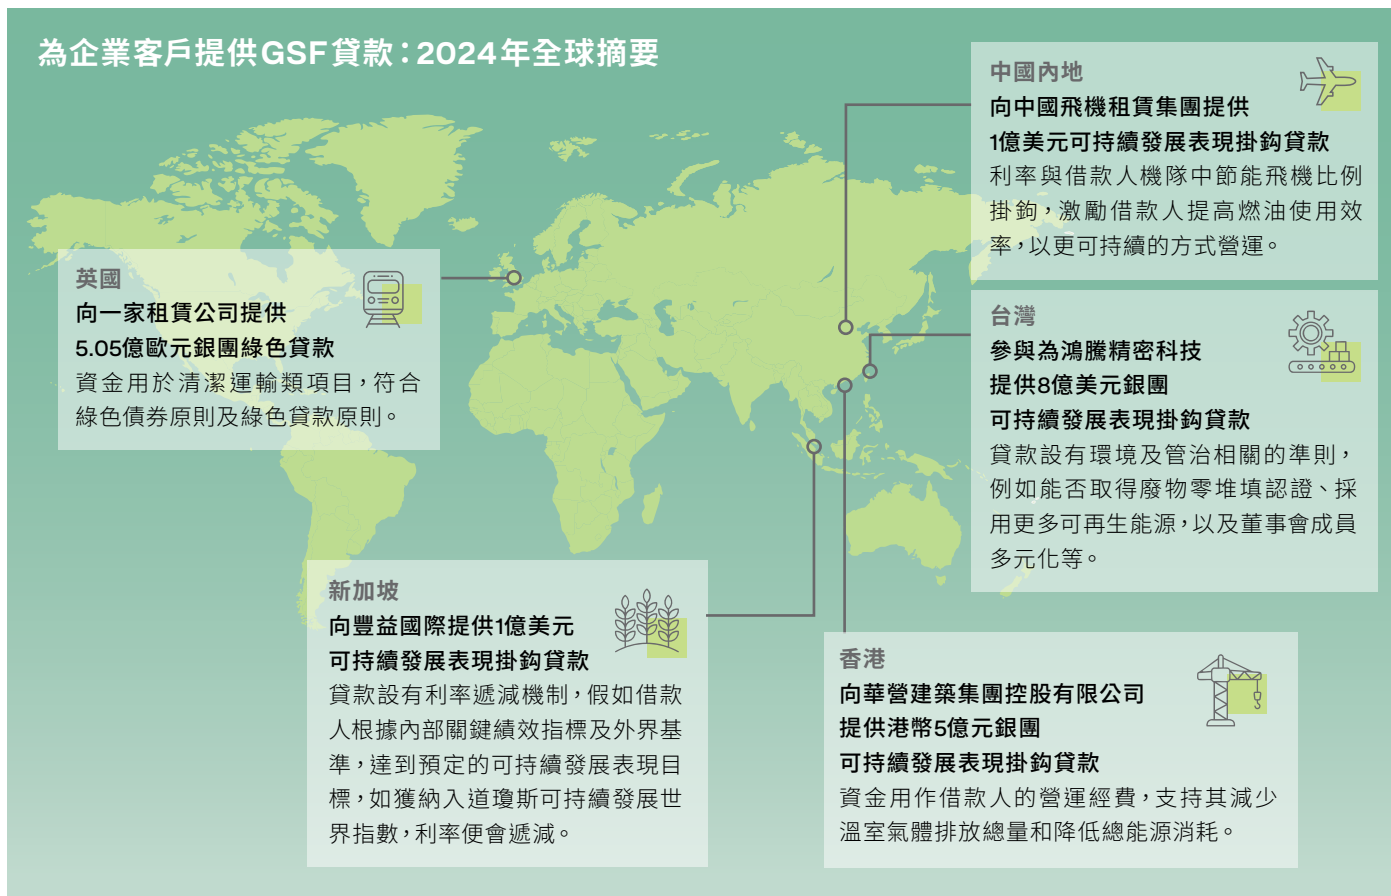 為企業客戶提供GSF貸款：2024年全球摘要
中國內地
向中國飛機租賃集團提供
1億美元可持續發展表現掛鈎貸款
利率與借款人機隊中節能飛機比例
掛鉤，激勵借款人提高燃油使用效
率，以更可持續的方式營運。
英國
向一家租賃公司提供
5.05億歐元銀團綠色貸款
資金用於清潔運輸類項目，符合
綠色債券原則及綠色貸款原則。
台灣
參與為鴻騰精密科技
提供8億美元銀團
可持續發展表現掛鈎貸款
貸款設有環境及管治相關的準則，
例如能否取得廢物零堆填認證、採
用更多可再生能源，以及董事會成員
多元化等。
新加坡
向豐益國際提供1億美元
可持續發展表現掛鈎貸款
貸款設有利率遞減機制，假如借款
人根據內部關鍵績效指標及外界基
準，達到預定的可持續發展表現目
標，如獲納入道瓊斯可持續發展世
界指數，利率便會遞減。
香港
向華營建築集團控股有限公司
提供港幣5億元銀團
可持續發展表現掛鈎貸款
資金用作借款人的營運經費，支持其減少
溫室氣體排放總量和降低總能源消耗。